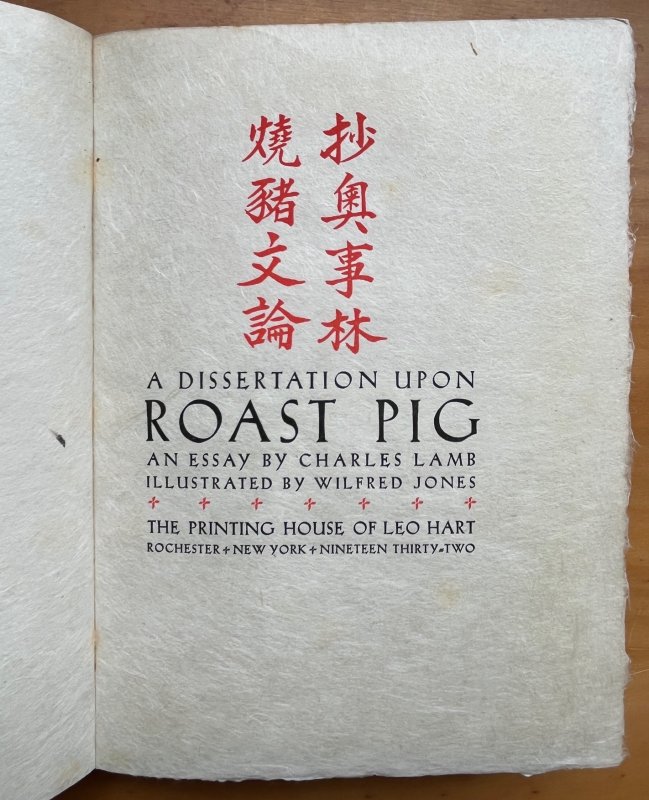 抄奧事林
燒豬文論
A DISSERTATION UPON
ROAST PIG
AN ESSAY BY CHARLES LAMB
ILLUSTRATED BY WILFRED JONES
THE PRINTING HOUSE OF LEO HART
ROCHESTER + NEW YORK + NINETEEN THIRTY-TWO